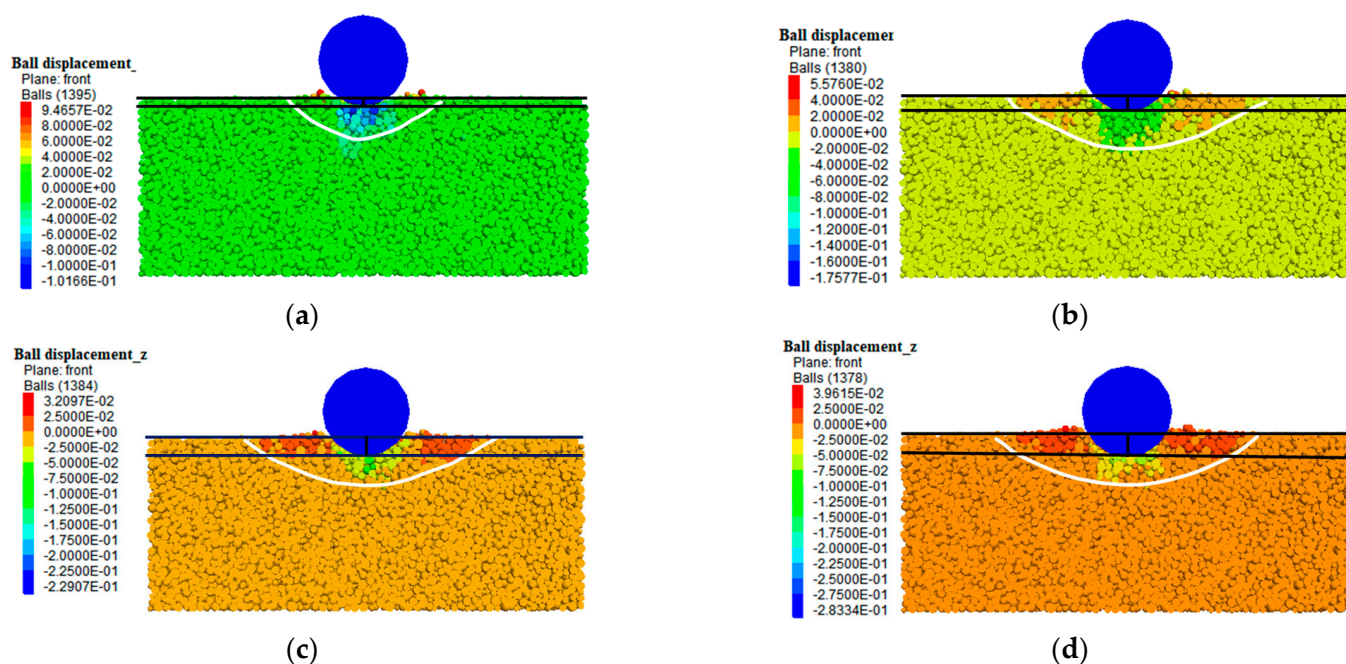 Ball displacement_
Plane: front
Balls (1395)
9.4657E-02
8.0000E-02
6.0000E-02
4.0000E-02
2.0000E-02
0.0000E+00
-2.0000E-02
-4.0000E-02
-6.0000E-02
-8.0000E-02
-1.0000E-01
-1.0166E-01
(a)
Ball displacemer
Plane: front
Balls (1380)
5.5760E-02
4.0000E-02
2.0000E-02
0.0000E+00
-2.0000E-02
-4.0000E-02
-6.0000E-02
-8.0000E-02
-1.0000E-01
-1.4000E-01
-1.6000E-01
-1.7577E-01
(b)
Ball displacement_z
Plane: front
Balls (1384)
3.2097E-02
2.5000E-02
0.0000E+00
-2.5000E-02
-5.0000E-02
-7.5000E-02
-1.0000E-01
-1.2500E-01
-1.5000E-01
-1.7500E-01
-2.0000E-01
-2.2500E-01
-2.2907E-01
(c)
Ball displacement_z
Plane: front
Balls (1378)
3.9615E-02
2.5000E-02
0.0000E+00
-2.5000E-02
-5.0000E-02
-7.5000E-02
-1.0000E-01
-1.2500E-01
-1.5000E-01
-1.7500E-01
-2.0000E-01
-2.2500E-01
-2.5000E-01
-2.7500E-01
-2.8334E-01
(d)